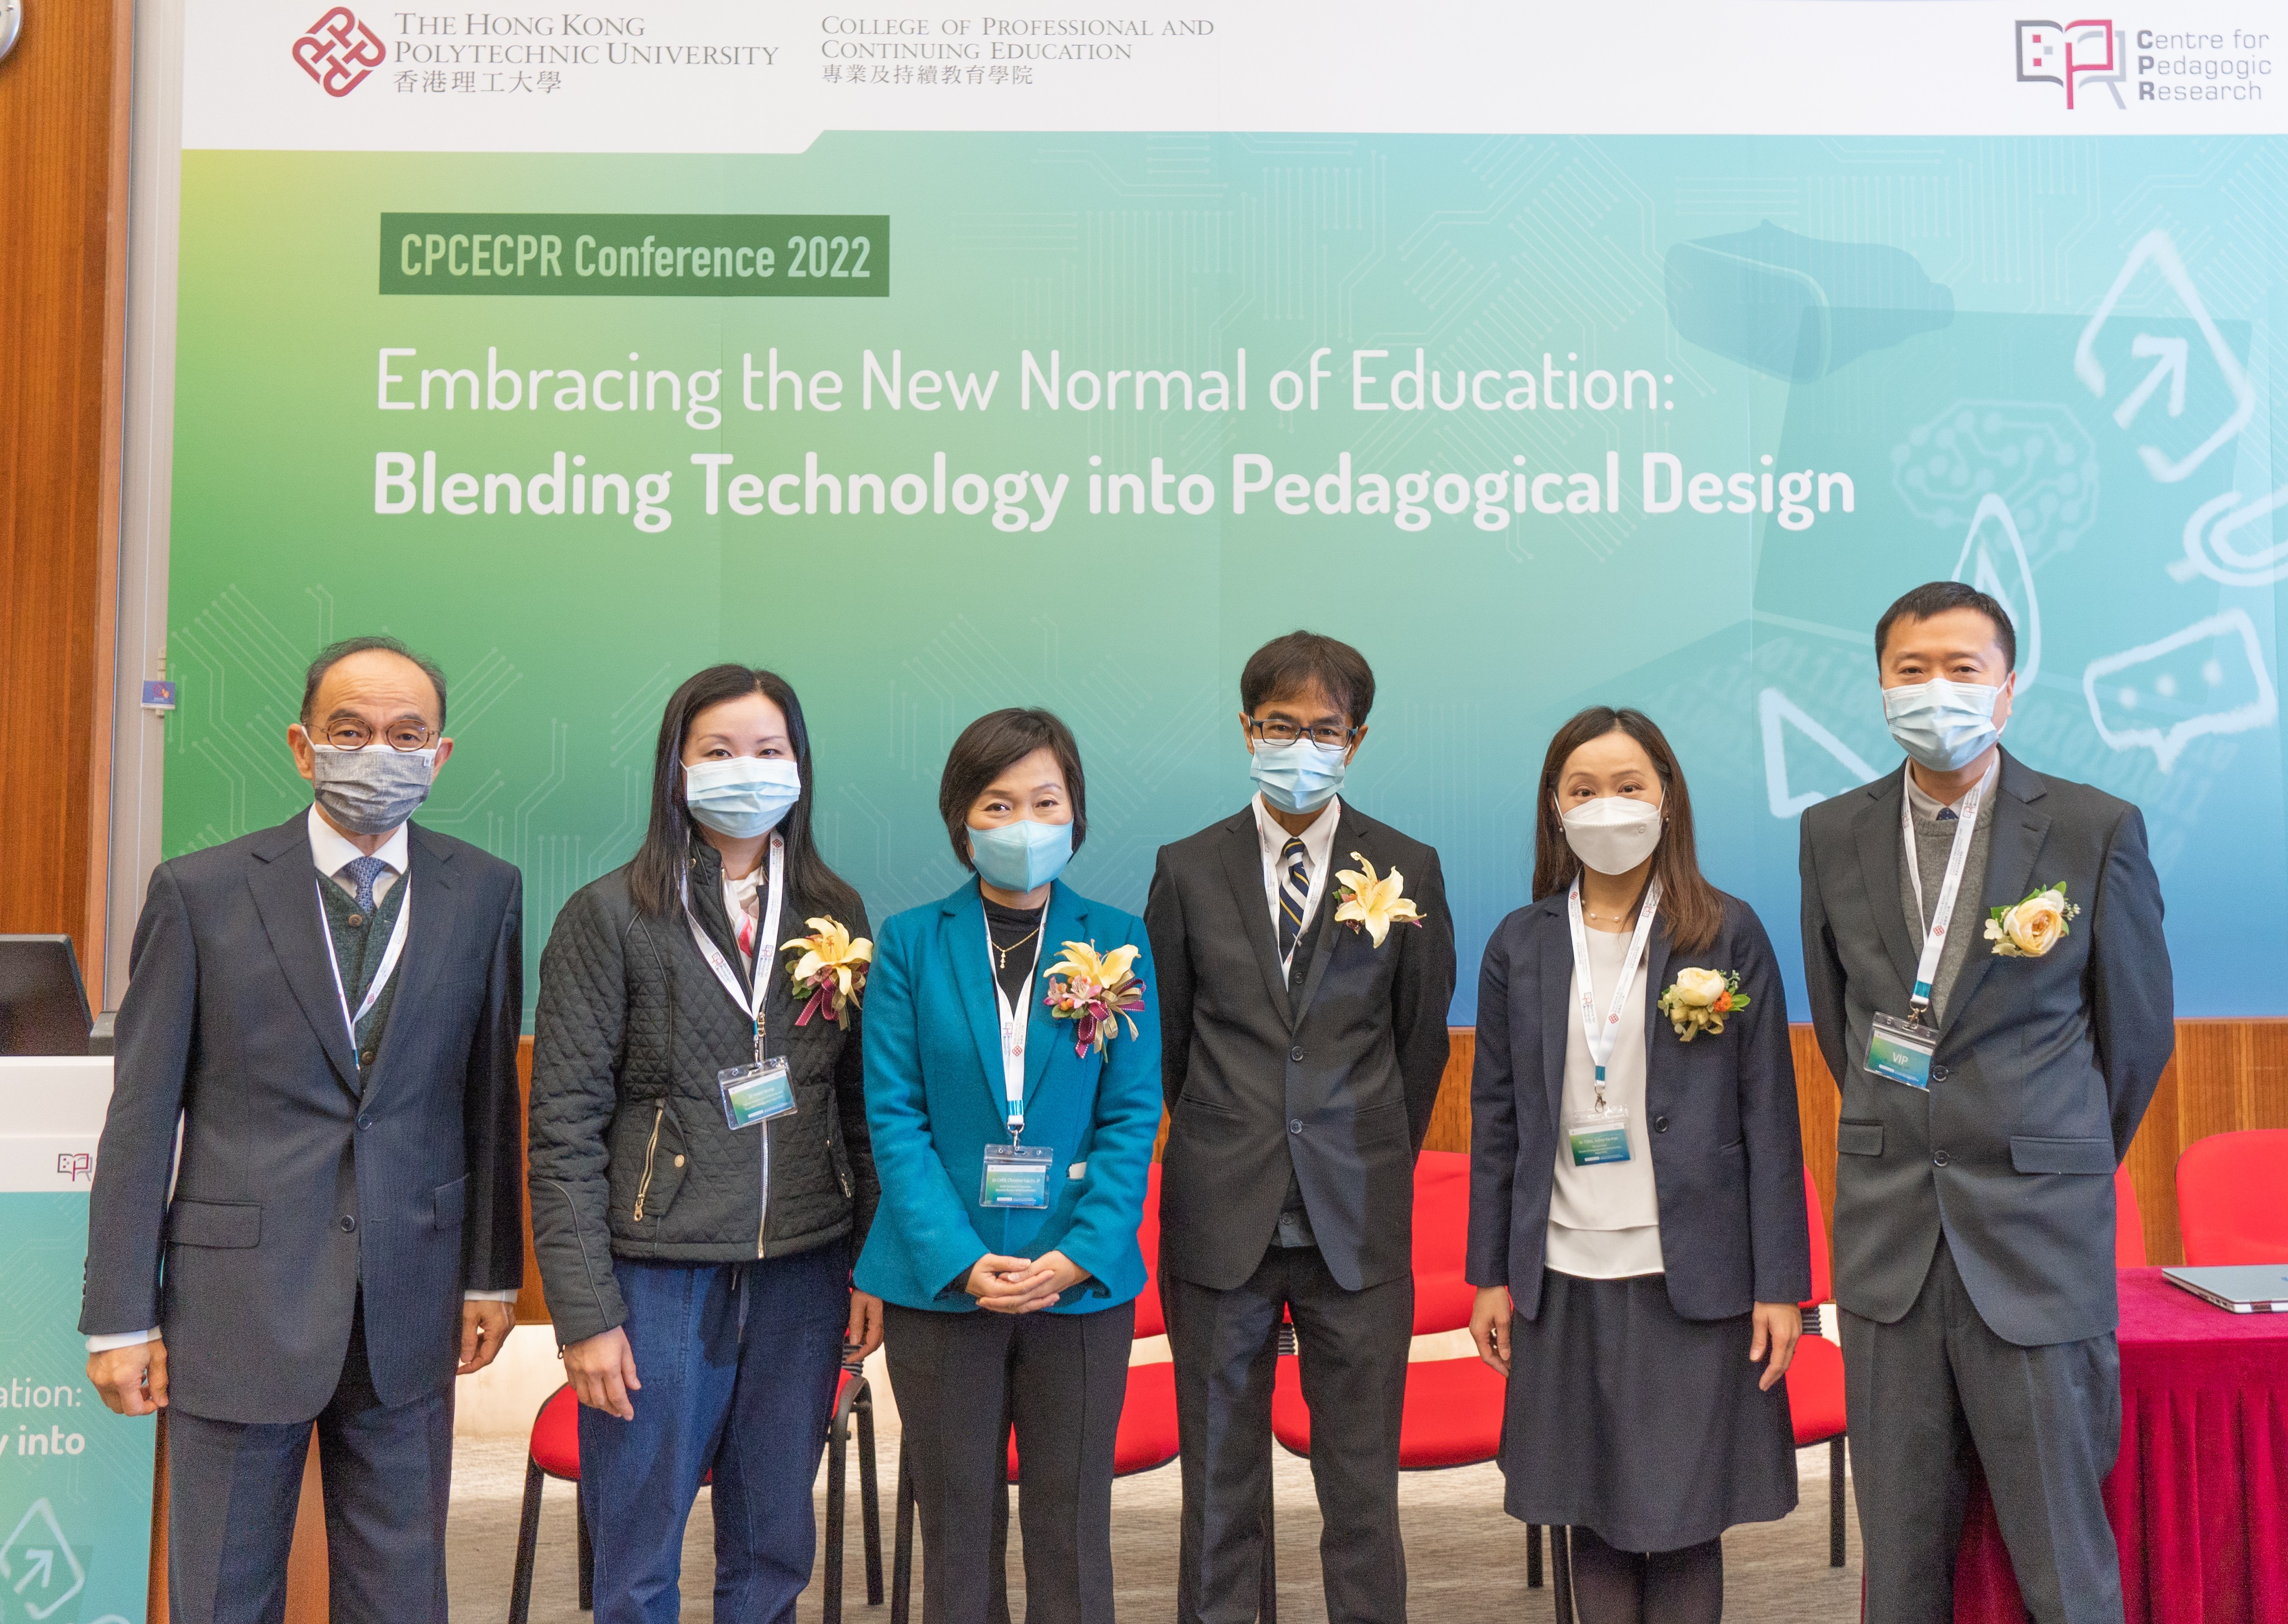 THE HONG KONG
POLYTECHNIC UNIVERSITY
香港理工大學
COLLEGE OF PROFESSIONAL AND
CONTINUING EDUCATION
專業及持續教育學院
Centre for
Pedagogic
Research
CPCECPR Conference 2022
Embracing the New Normal of Education:
Blending Technology into Pedagogical Design
VIP
ation:
y into